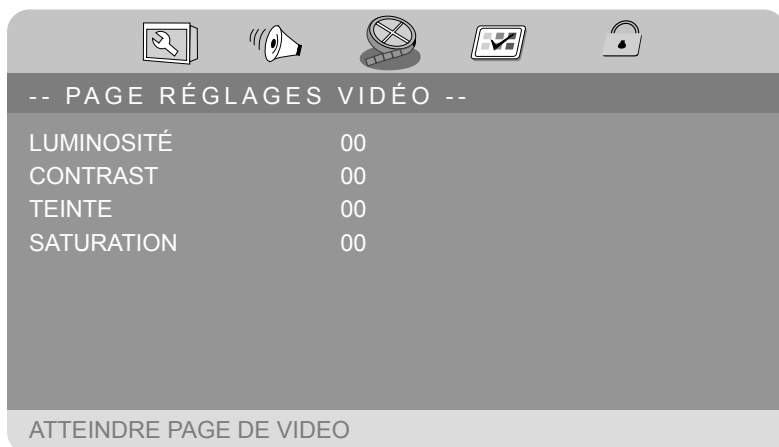 -- PAGE RÉGLAGES VIDÉO --
LUMINOSITÉ 00
CONTRAST 00
TEINTE 00
SATURATION 00
ATTEINDRE PAGE DE VIDEO